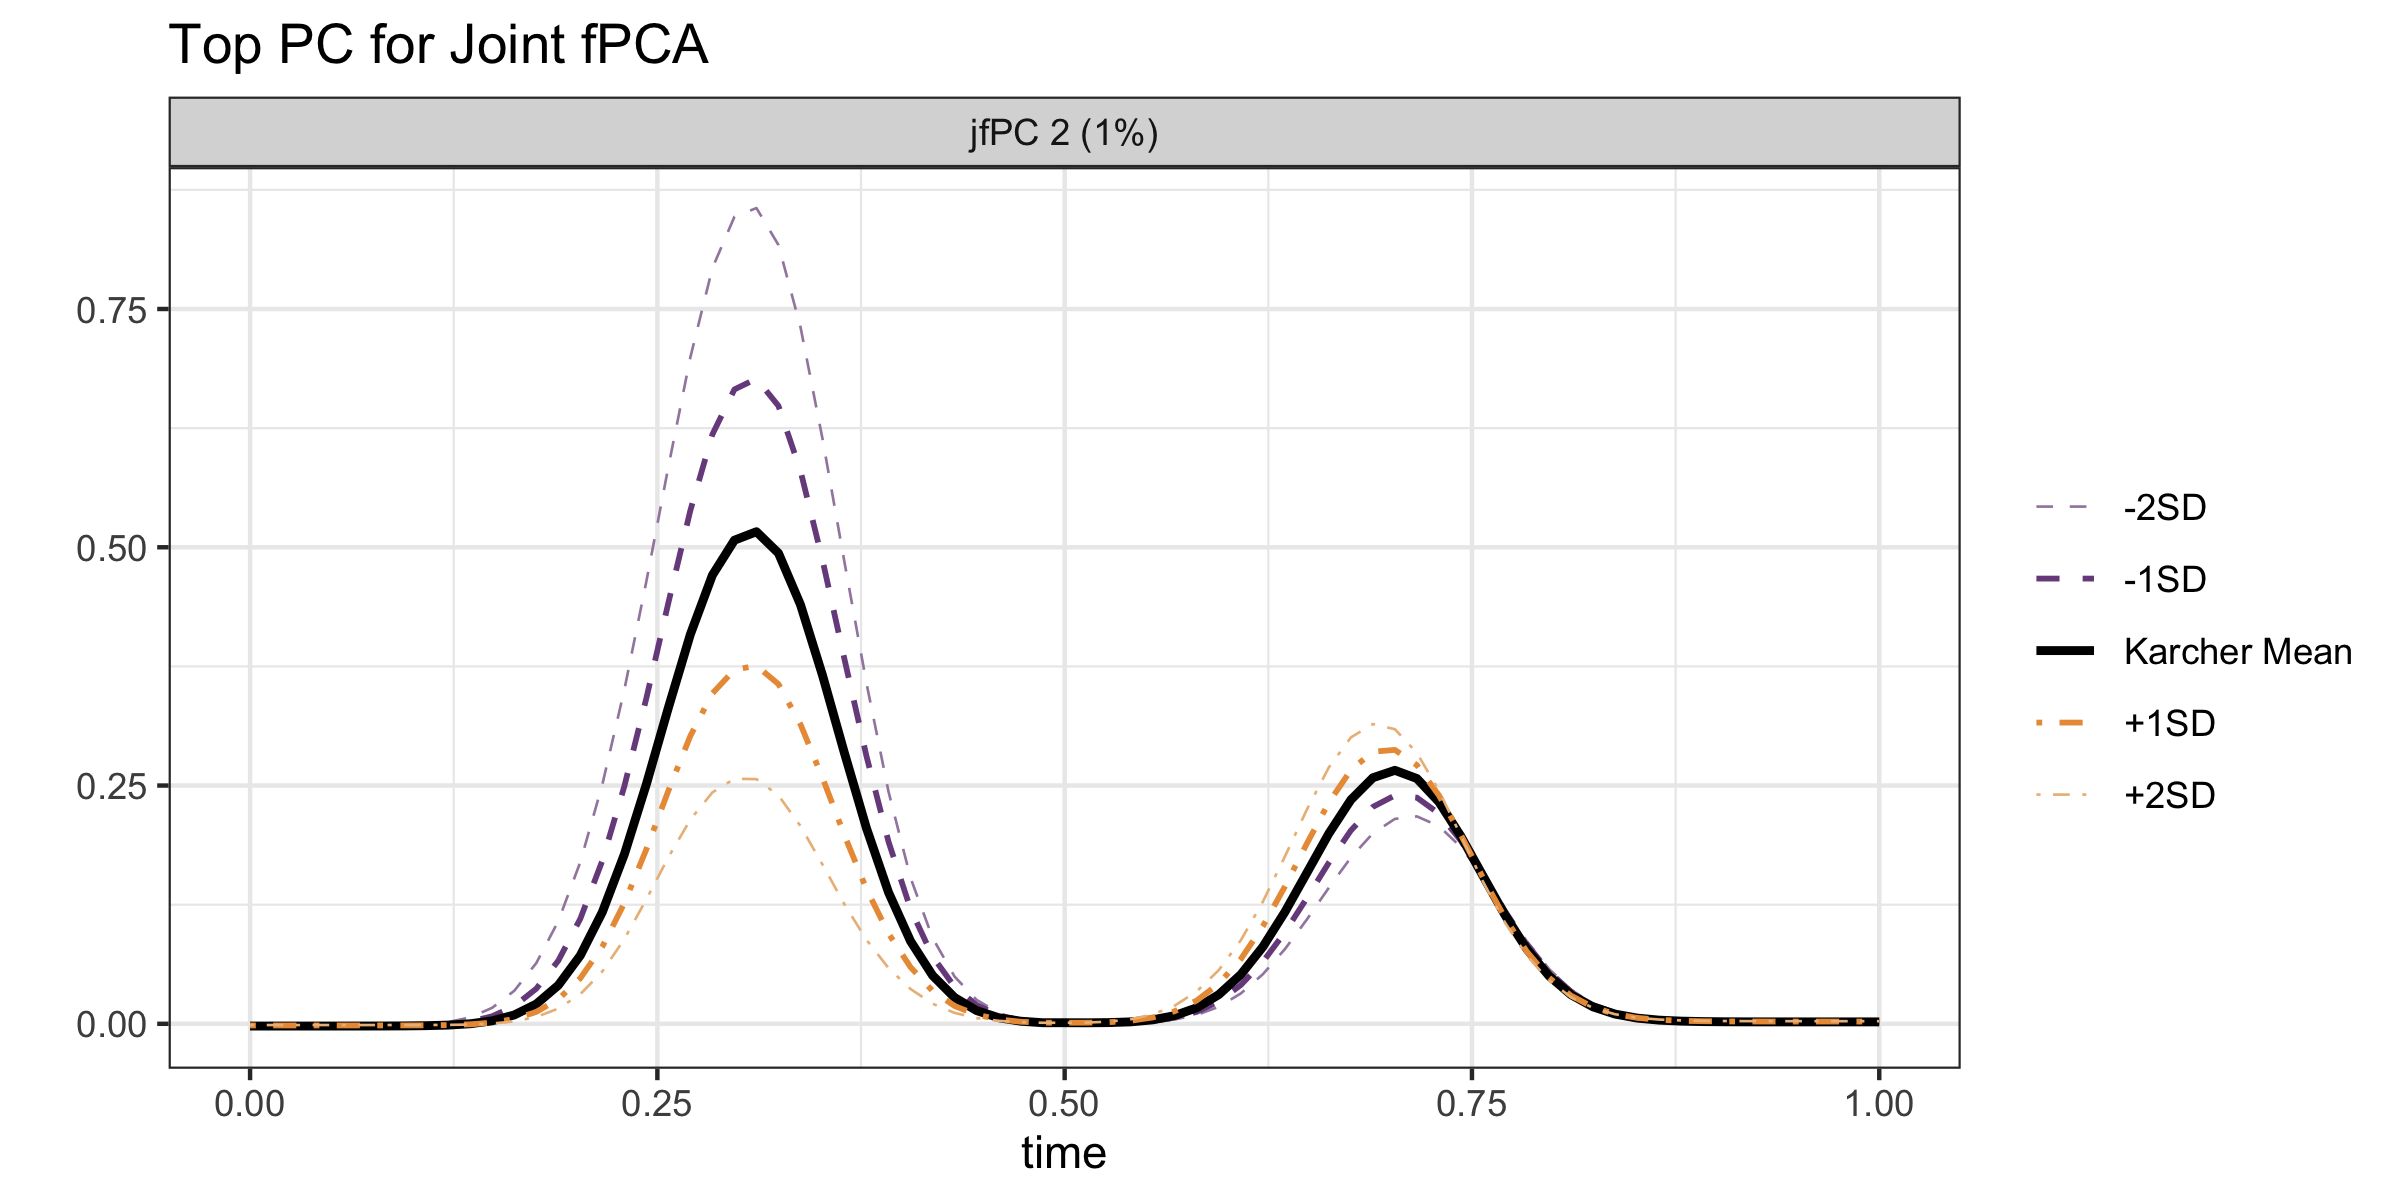 Top PC for Joint fPCA
jfPC 2 (1%)
0.75
0.50
0.25
0.00
0.00 0.25 0.50 0.75 1.00
time
-2SD
-1SD
Karcher Mean
+1SD
+2SD